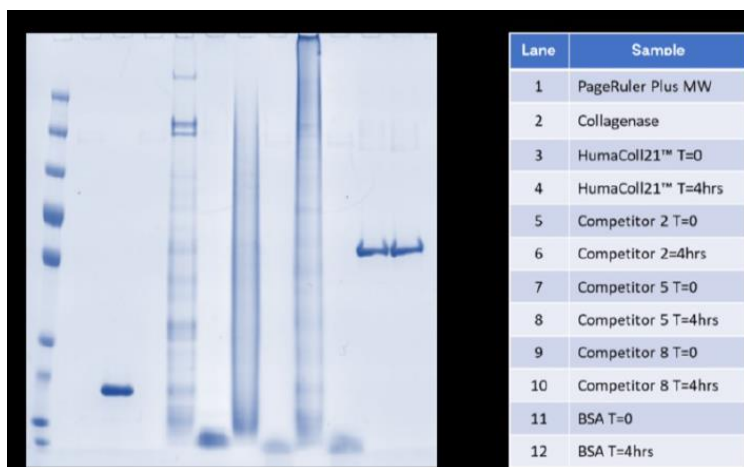 Lane Sample
1 PageRuler Plus MW
2 Collagenase
3 HumaColl21™ T=0
4 HumaColl21™ T=4hrs
5 Competitor 2 T=0
6 Competitor 2=4hrs
7 Competitor 5 T=0
8 Competitor 5 T=4hrs
9 Competitor 8 T=0
10 Competitor 8 T=4hrs
11 BSA T=0
12 BSA T=4hrs